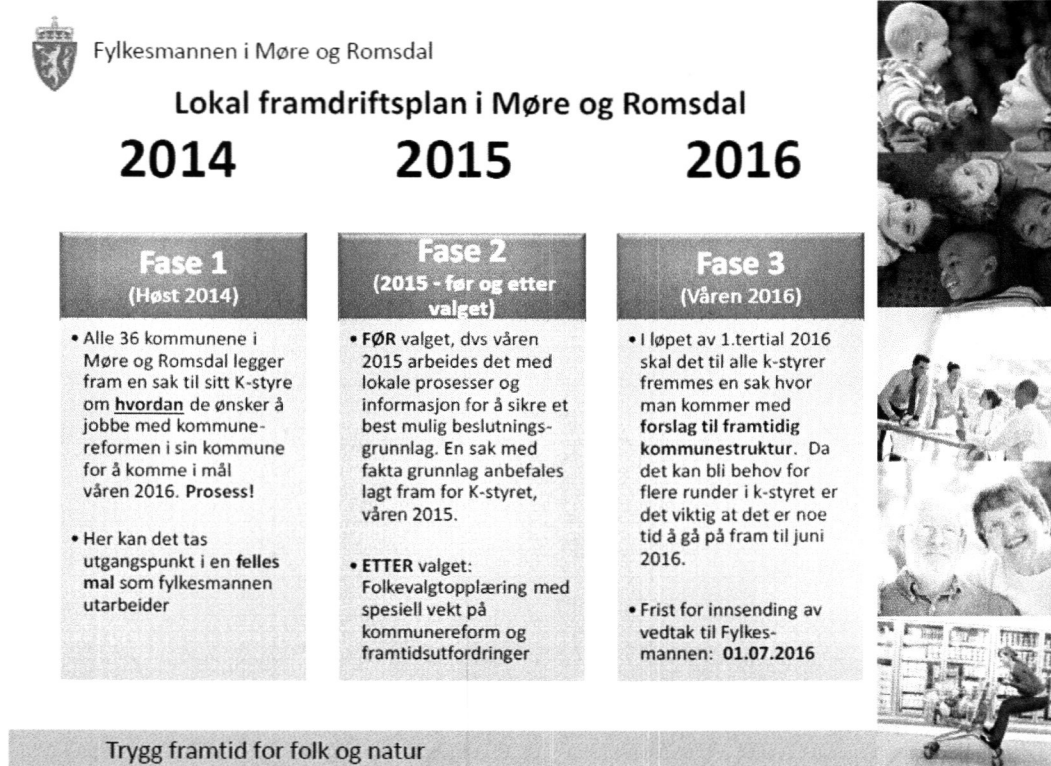 Fylkesmannen i Møre og Romsdal
Lokal framdriftsplan i Møre og Romsdal
2014
2015
2016
Fase 1
(Høst 2014)
• Alle 36 kommunene i
Møre og Romsdal legger
fram en sak til sitt K-styre
om hvordan de ønsker å
jobbe med kommune-
reformen i sin kommune
for å komme i mål
våren 2016. Prosess!
• Her kan det tas
utgangspunkt i en felles
mal som fylkesmannen
utarbeider
Fase 2
(2015 - før og etter
valget)
• FØR valget, dvs våren
2015 arbeides det med
lokale prosesser og
informasjon for å sikre et
best mulig beslutnings-
grunnlag. En sak med
fakta grunnlag anbefales
lagt fram for K-styret,
våren 2015.
• ETTER valget:
Folkevalgtopplæring med
spesiell vekt på
kommunereform og
framtidsutfordringer
Fase 3
(Våren 2016)
• I løpet av 1.tertial 2016
skal det til alle k-styrer
fremmes en sak hvor
man kommer med
forslag til framtidig
kommunestruktur. Da
det kan bli behov for
flere runder i k-styret er
det viktig at det er noe
tid å gå på fram til juni
2016.
• Frist for innsending av
vedtak til Fylkes-
mannen: 01.07.2016
Trygg framtid for folk og natur